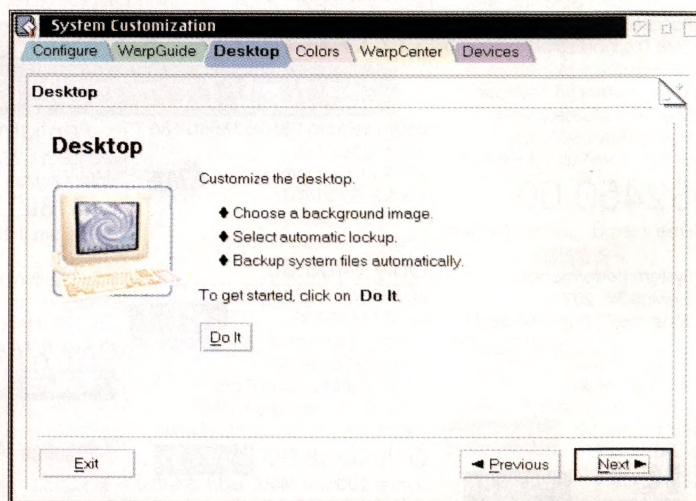 System Customization
Configure WarpGuide Desktop Colors WarpCenter Devices
Desktop
Desktop
Customize the desktop.
♦ Choose a background image.
♦ Select automatic lockup.
♦ Backup system files automatically.
To get started, click on Do It.
Do It
Exit ◄ Previous Next ►